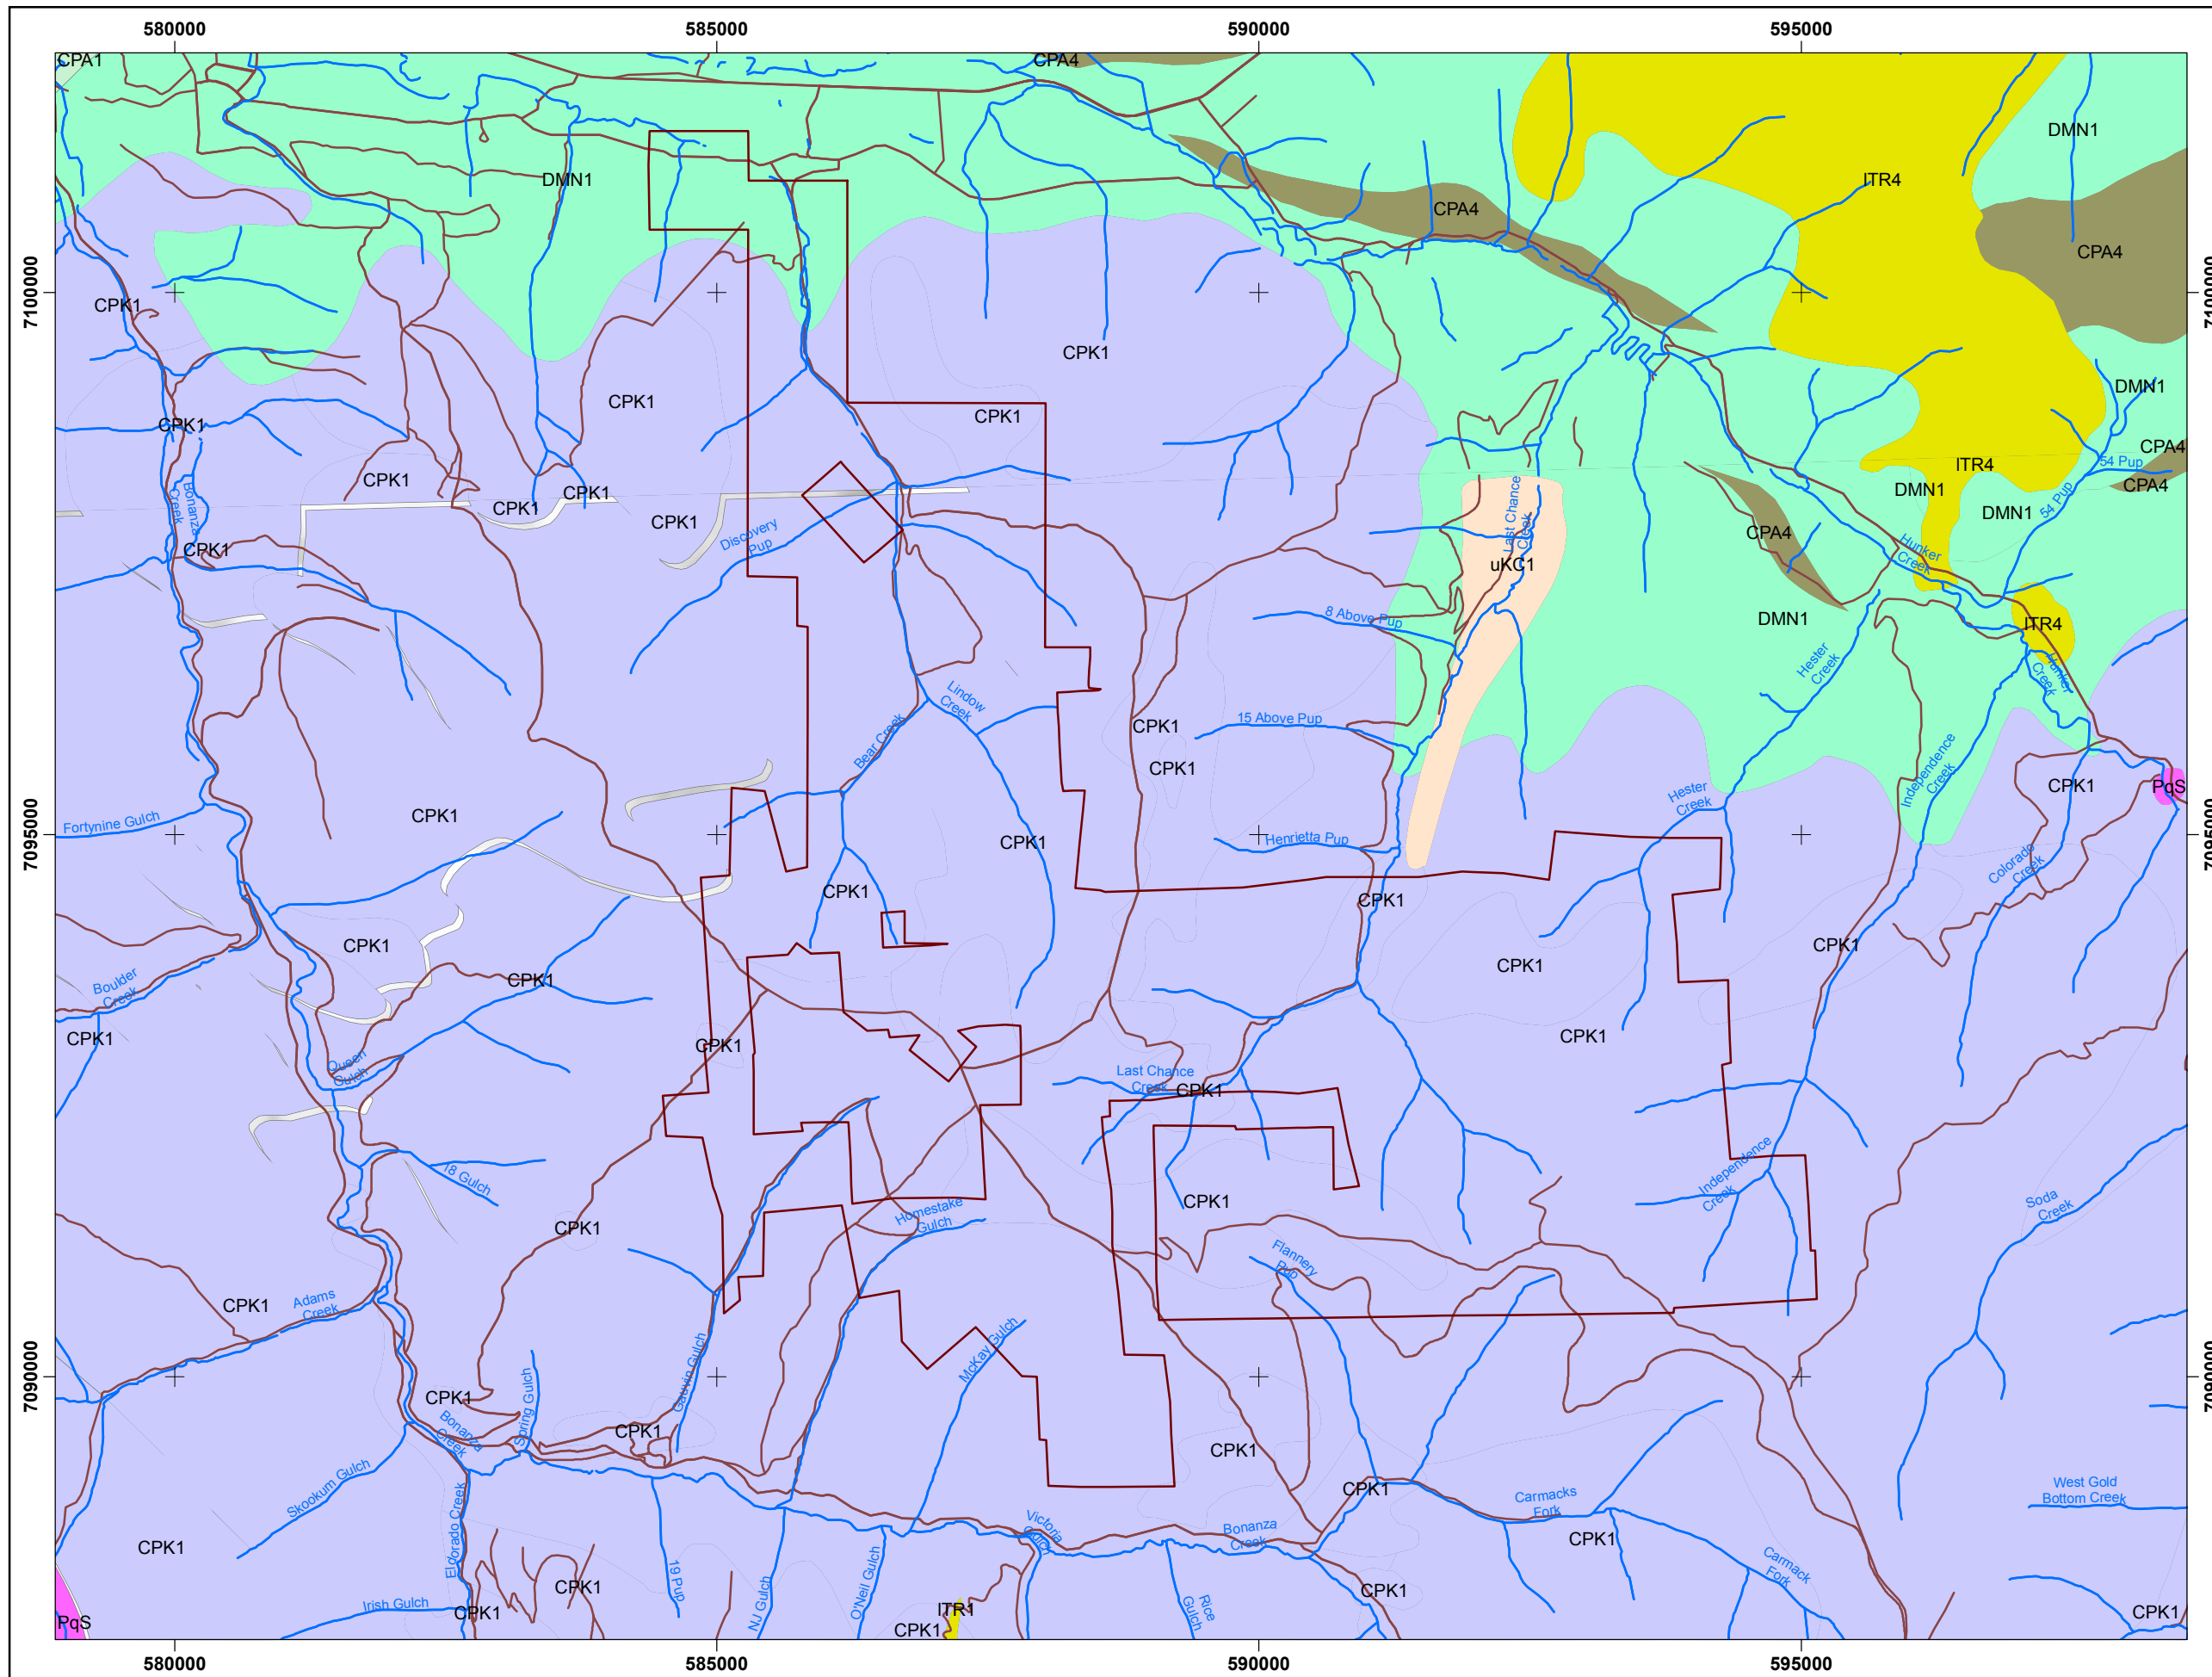 580000
585000
590000
595000
CPA1
CPA4
DMN1
DMN1
ITR4
CPA4
CPA4
7100000
7100000
CPK1
CPK1
DMN1
CPK1
CPK1
CPK1
CPA4
54 Pup
ITR4
CPK1
CPA4
DMN1
CPK1
CPK1
54 Pup
Bonanza
Creek
CPK1
CPK1
Discovery
Pup
Last Chance
Creek
DMN1
CPA4
CPK1
Hunker
Creek
uKC1
8 Above Pup
DMN1
ITR4
Hester
Creek
Hunker
Creek
Lindow
Creek
15 Above Pup
CPK1
Bear Creek
CPK1
Independence
Creek
CPK1
PqS
Hester
Creek
CPK1
7095000
7095000
Fortynine Gulch
CPK1
Henrietta Pup
Colorado
Creek
CPK1
CPK1
CPK1
CPK1
CPK1
CPK1
Boulder
Creek
CPK1
CPK1
CPK1
Queen
Gulch
Last Chance
Creek
CPK1
18 Gulch
Independence
Creek
CPK1
Homestake
Gulch
CPK1
Soda
Creek
Flannery
Pup
CPK1
Adams
Creek
McKay Gulch
Gauvin Gulch
7090000
7090000
CPK1
Spring Gulch
Bonanza
Creek
CPK1
CPK1
Skookum Gulch
CPK1
West Gold
Bottom Creek
Carmacks
Fork
Eldorado Creek
Victoria
Gulch
Bonanza
Creek
CPK1
CPK1
Carmack
Fork
19 Pup
NJ Gulch
O'Neil Gulch
CPK1
CPK1
Rice
Gulch
Irish Gulch
CPK1
ITR1
CPK1
PqS
CPK1
580000
585000
590000
595000